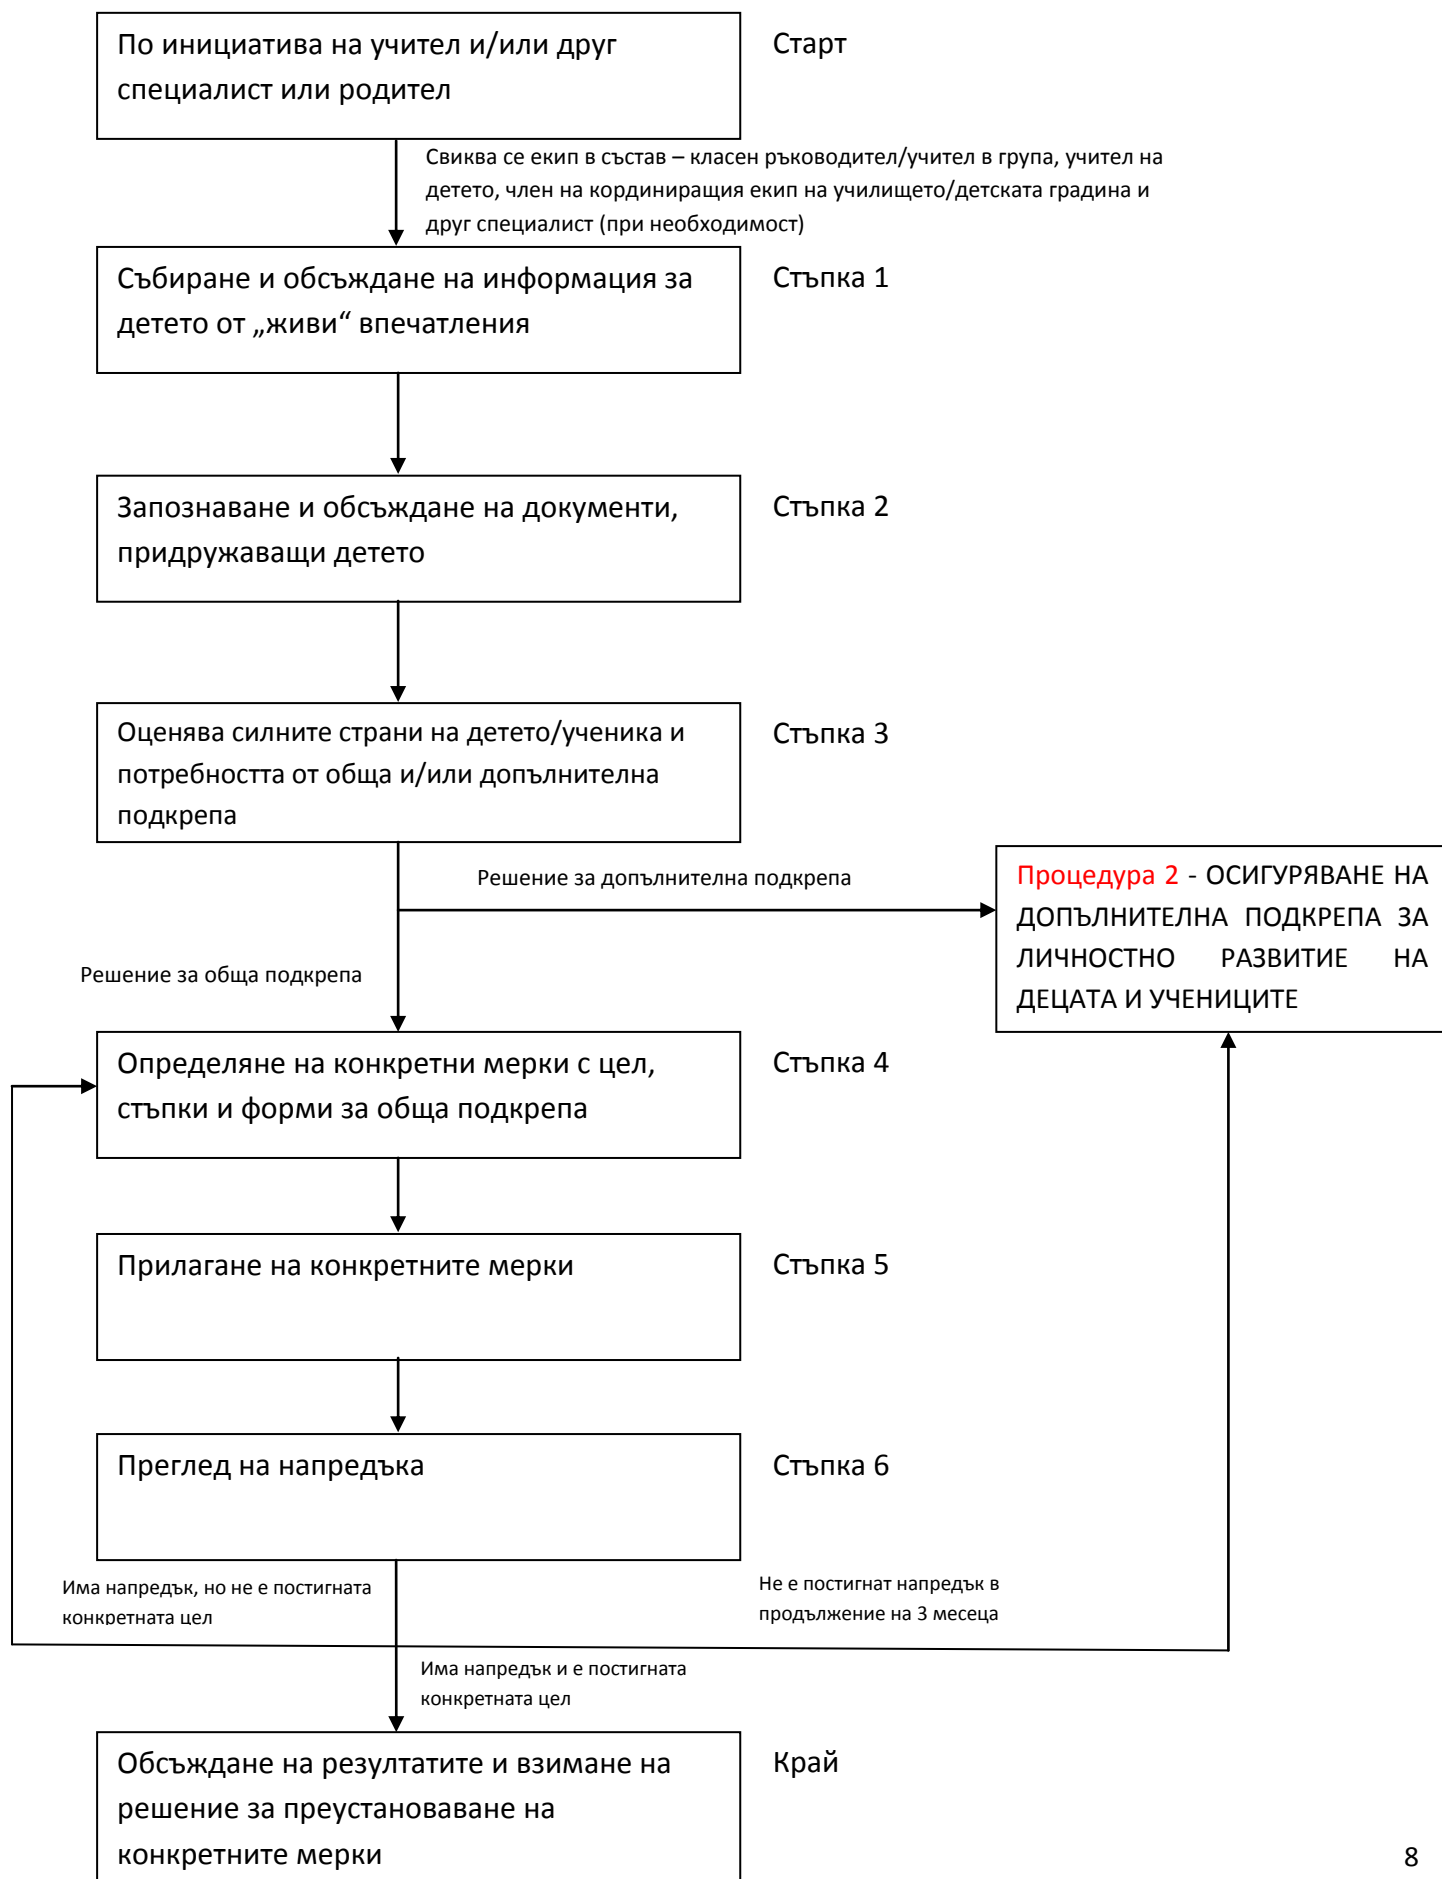 По инициатива на учител и/или друг
специалист или родител
Старт
Свиква се екип в състав – класен ръководител/учител в група, учител на
детето, член на кординиращия екип на училището/детската градина и
друг специалист (при необходимост)
Събиране и обсъждане на информация за
детето от „живи“ впечатления
Стъпка 1
Запознаване и обсъждане на документи,
придружаващи детето
Стъпка 2
Оценява силните страни на детето/ученика и
потребността от обща и/или допълнителна
подкрепа
Стъпка 3
Решение за допълнителна подкрепа
Процедура 2 - ОСИГУРЯВАНЕ НА
ДОПЪЛНИТЕЛНА ПОДКРЕПА ЗА
ЛИЧНОСТНО РАЗВИТИЕ НА
ДЕЦАТА И УЧЕНИЦИТЕ
Решение за обща подкрепа
Определяне на конкретни мерки с цел,
стъпки и форми за обща подкрепа
Стъпка 4
Прилагане на конкретните мерки
Стъпка 5
Преглед на напредъка
Стъпка 6
Има напредък, но не е постигната
конкретната цел
Не е постигнат напредък в
продължение на 3 месеца
Има напредък и е постигната
конкретната цел
Обсъждане на резултатите и взимане на
решение за преустановаване на
конкретните мерки
Край
8